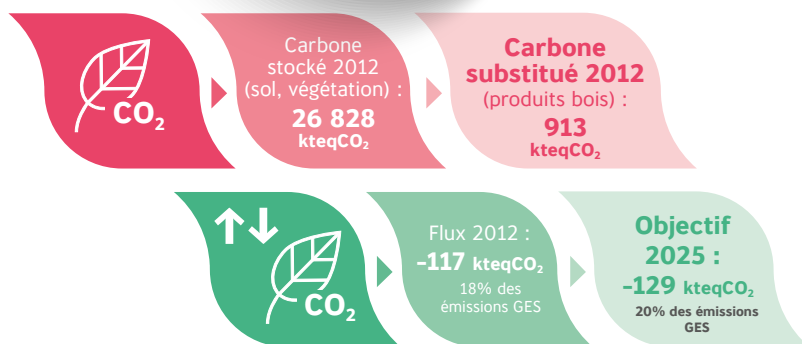 CO₂
Carbone
stocké 2012
(sol, végétation) :
26 828
kteqCO₂
Carbone
substitué 2012
(produits bois) :
913
kteqCO₂
CO₂
Flux 2012 :
-117 kteqCO₂
18% des
émissions GES
Objectif
2025 :
-129 kteqCO₂
20% des émissions
GES